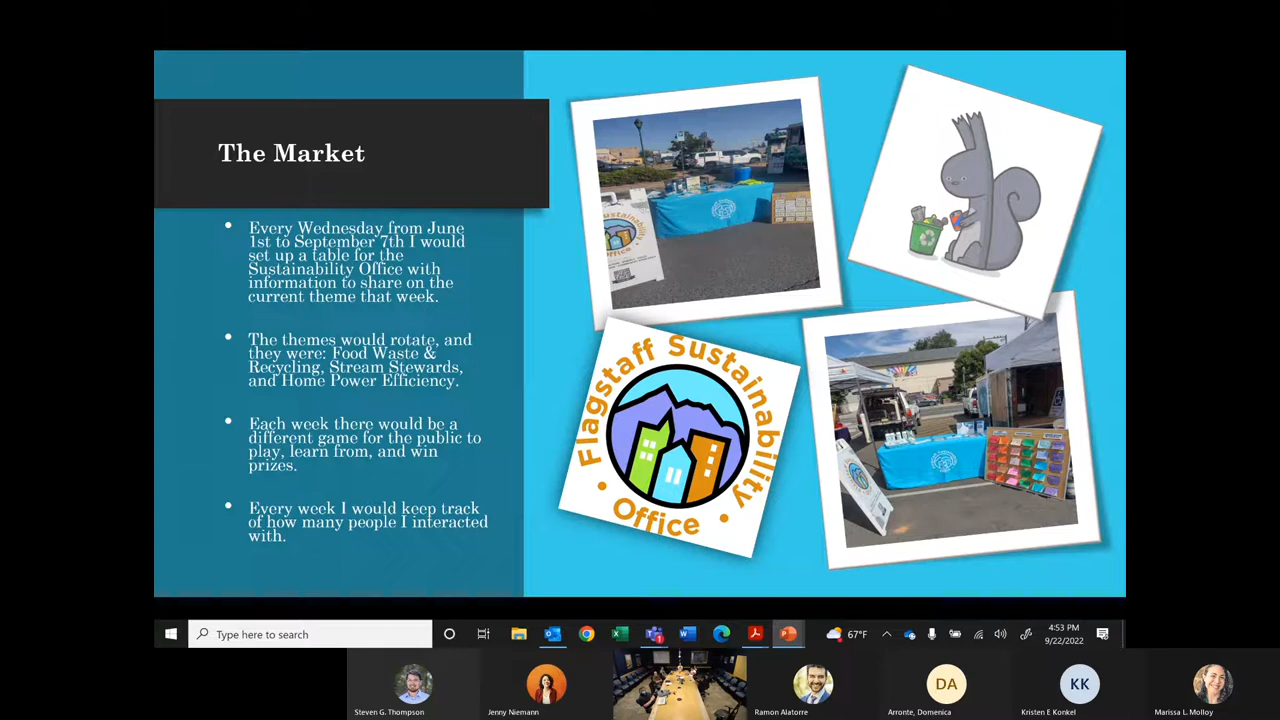 The Market
• Every Wednesday from June
1st to September 7th I would
set up a table for the
Sustainability Office with
information to share on the
current theme that week.
• The themes would rotate, and
they were: Food Waste &
Recycling, Stream Stewards,
and Home Power Efficiency.
• Each week there would be a
different game for the public to
play, learn from, and win
prizes.
• Every week I would keep track
of how many people I interacted
with.
Sustainability
Office
Flagstaff Sustainability
• Office •
Type here to search
67°F
4:53 PM
9/22/2022
Steven G. Thompson
Jenny Niemann
Ramon Alatorre
DA
Arronte, Domenica
KK
Kristen E Konkel
Marissa L. Molloy